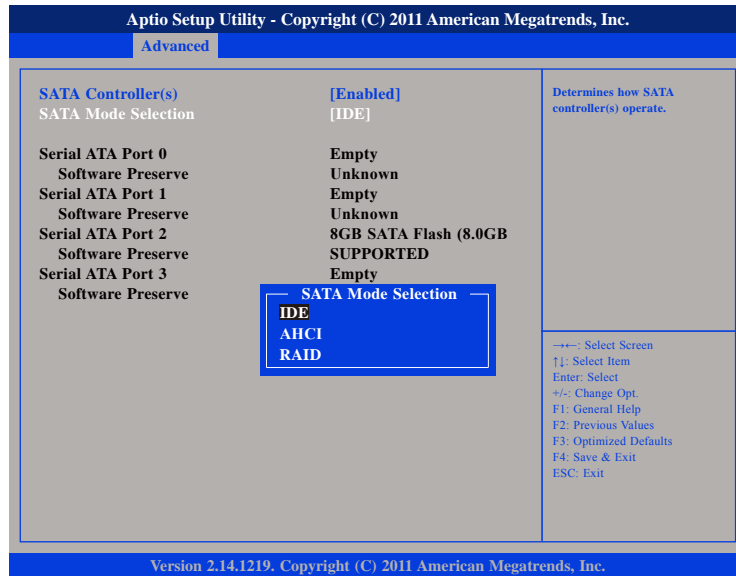 Aptio Setup Utility - Copyright (C) 2011 American Megatrends, Inc.
Advanced
SATA Controller(s) [Enabled]
SATA Mode Selection [IDE]
Serial ATA Port 0 Empty
Software Preserve Unknown
Serial ATA Port 1 Empty
Software Preserve Unknown
Serial ATA Port 2 8GB SATA Flash (8.0GB
Software Preserve SUPPORTED
Serial ATA Port 3 Empty
Software Preserve
SATA Mode Selection
IDE
AHCI
RAID
Determines how SATA
controller(s) operate.
→←: Select Screen
↑↓: Select Item
Enter: Select
+/-: Change Opt.
F1: General Help
F2: Previous Values
F3: Optimized Defaults
F4: Save & Exit
ESC: Exit
Version 2.14.1219. Copyright (C) 2011 American Megatrends, Inc.